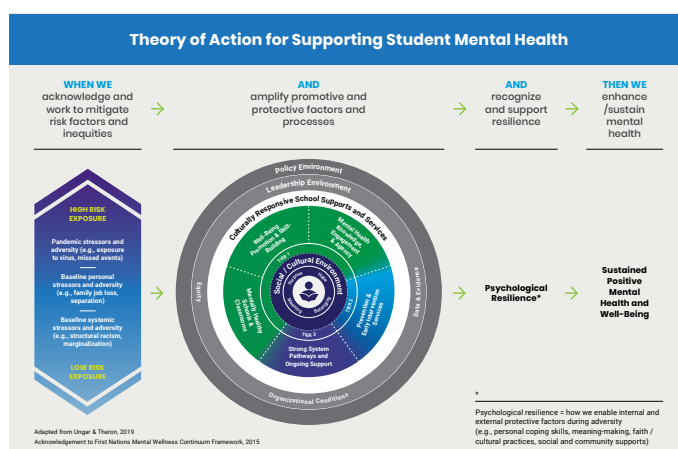 Theory of Action for Supporting Student Mental Health
WHEN WE
acknowledge and
work to mitigate
risk factors and
inequities
AND
amplify promotive and
protective factors and
processes
AND
recognize
and support
resilience
THEN WE
enhance
/sustain
mental
health
HIGH RISK
EXPOSURE
Pandemic stressors and
adversity (e.g., exposure
to virus, missed events)
Baseline personal
stressors and adversity
(e.g., family job loss,
separation)
Baseline systemic
stressors and adversity
(e.g., structural racism,
marginalization)
LOW RISK
EXPOSURE
Policy Environment
Leadership Environment
Culturally Responsive School Supports and Services
Equity
Data & Evidence
Organizational Conditions
Well-Being
Promotion & Skill-
Building
Mental Health
Knowledge,
Engagement
& Agency
Mentally Healthy
Schools &
Classrooms
Prevention &
Early Intervention
Services
Strong System
Pathways and
Ongoing Support
TIER 1
TIER 2
TIER 3
Social / Cultural Environment
Purpose
Hope
Belonging
Meaning
Psychological
Resilience*
Sustained
Positive
Mental
Health and
Well-Being
*
Psychological resilience = how we enable internal and
external protective factors during adversity
(e.g., personal coping skills, meaning-making, faith /
cultural practices, social and community supports)
Adapted from Ungar & Theron, 2019
Acknowledgement to First Nations Mental Wellness Continuum Framework, 2015